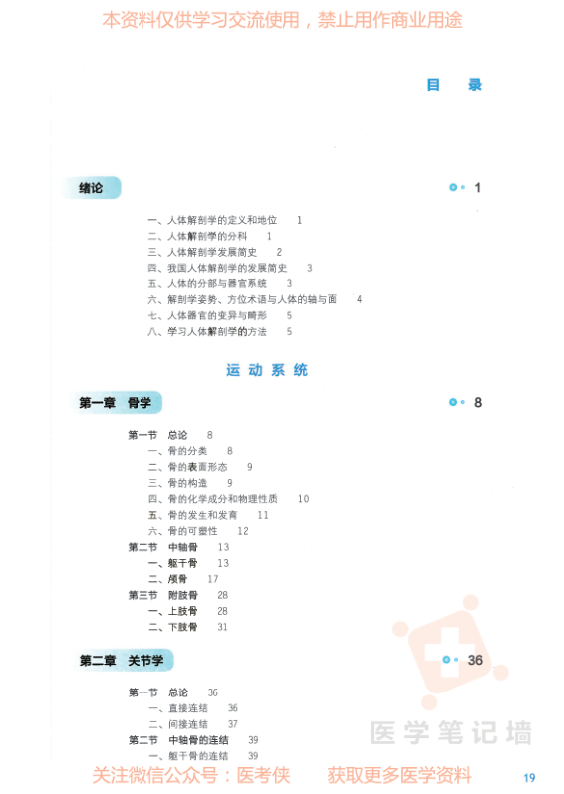 本资料仅供学习交流使用，禁止用作商业用途
目 录
绪论 1
一、人体解剖学的定义和地位 1
二、人体解剖学的分科 1
三、人体解剖学发展简史 2
四、我国人体解剖学的发展简史 3
五、人体的分部与器官系统 3
六、解剖学姿势、方位术语与人体的轴与面 4
七、人体器官的变异与畸形 5
八、学习人体解剖学的方法 5
运动系统
第一章 骨学 8
第一节 总论 8
一、骨的分类 8
二、骨的表面形态 9
三、骨的构造 9
四、骨的化学成分和物理性质 10
五、骨的发生和发育 11
六、骨的可塑性 12
第二节 中轴骨 13
一、躯干骨 13
二、颅骨 17
第三节 附肢骨 28
一、上肢骨 28
二、下肢骨 31
第二章 关节学 36
第一节 总论 36
一、直接连结 36
二、间接连结 37
第二节 中轴骨的连结 39
一、躯干骨的连结 39
医学笔记墙
关注微信公众号：医考侠 获取更多医学资料
19